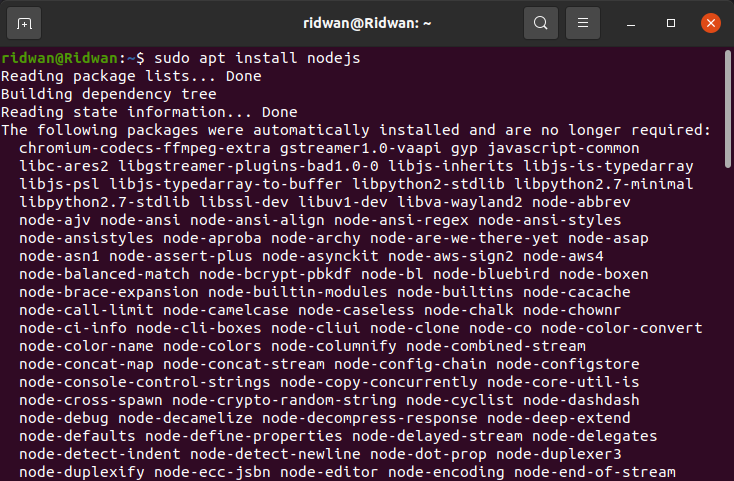 ridwan@Ridwan: ~
ridwan@Ridwan:~$ sudo apt install nodejs
Reading package lists... Done
Building dependency tree
Reading state information... Done
The following packages were automatically installed and are no longer required:
  chromium-codecs-ffmpeg-extra gstreamer1.0-vaapi gyp javascript-common
  libc-ares2 libgstreamer-plugins-bad1.0-0 libjs-inherits libjs-is-typedarray
  libjs-psl libjs-typedarray-to-buffer libpython2-stdlib libpython2.7-minimal
  libpython2.7-stdlib libssl-dev libuv1-dev libva-wayland2 node-abbrev
  node-ajv node-ansi node-ansi-align node-ansi-regex node-ansi-styles
  node-ansistyles node-aproba node-archy node-are-we-there-yet node-asap
  node-asn1 node-assert-plus node-asynckit node-aws-sign2 node-aws4
  node-balanced-match node-bcrypt-pbkdf node-bl node-bluebird node-boxen
  node-brace-expansion node-builtin-modules node-builtins node-cacache
  node-call-limit node-camelcase node-caseless node-chalk node-chownr
  node-ci-info node-cli-boxes node-cliui node-clone node-co node-color-convert
  node-color-name node-colors node-columnify node-combined-stream
  node-concat-map node-concat-stream node-config-chain node-configstore
  node-console-control-strings node-copy-concurrently node-core-util-is
  node-cross-spawn node-crypto-random-string node-cyclist node-dashdash
  node-debug node-decamelize node-decompress-response node-deep-extend
  node-defaults node-define-properties node-delayed-stream node-delegates
  node-detect-indent node-detect-newline node-dot-prop node-duplexer3
  node-duplexify node-ecc-jsbn node-editor node-encoding node-end-of-stream